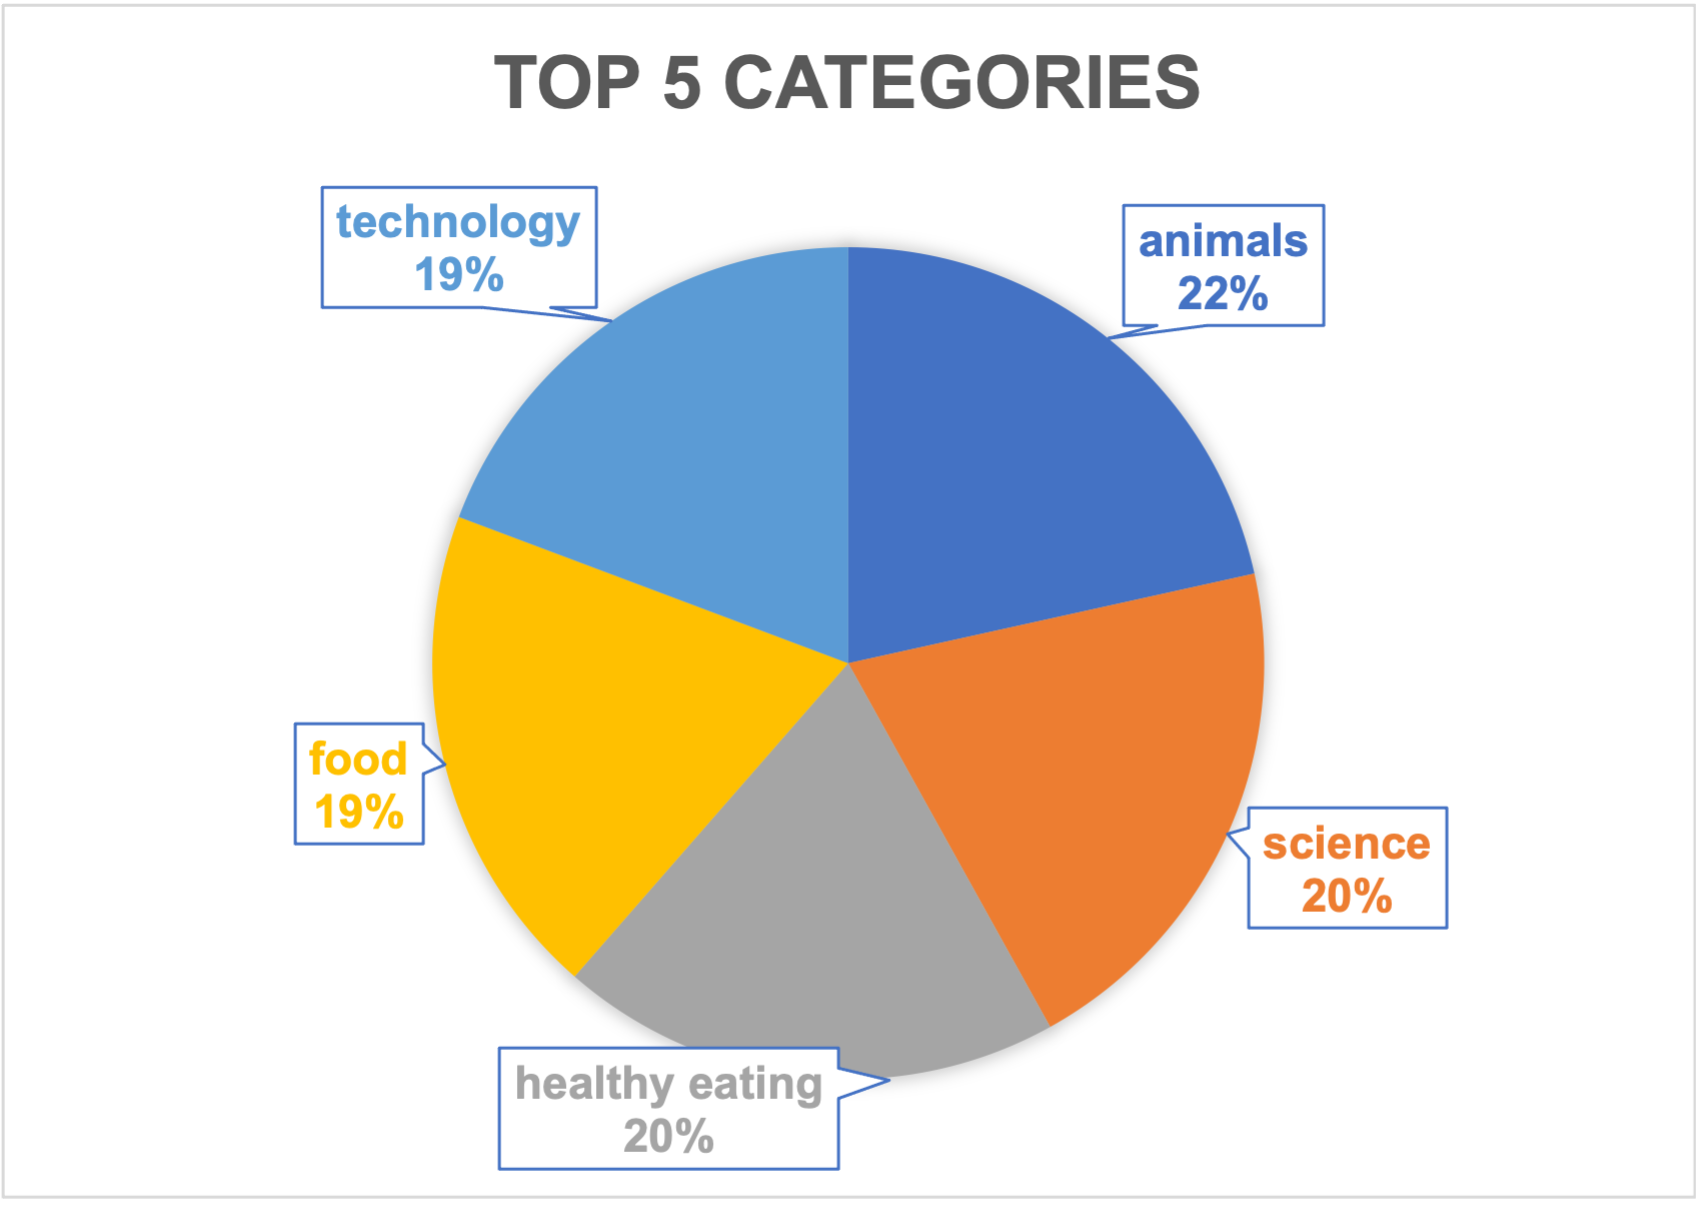 TOP 5 CATEGORIES
technology
19%
animals
22%
food
19%
science
20%
healthy eating
20%